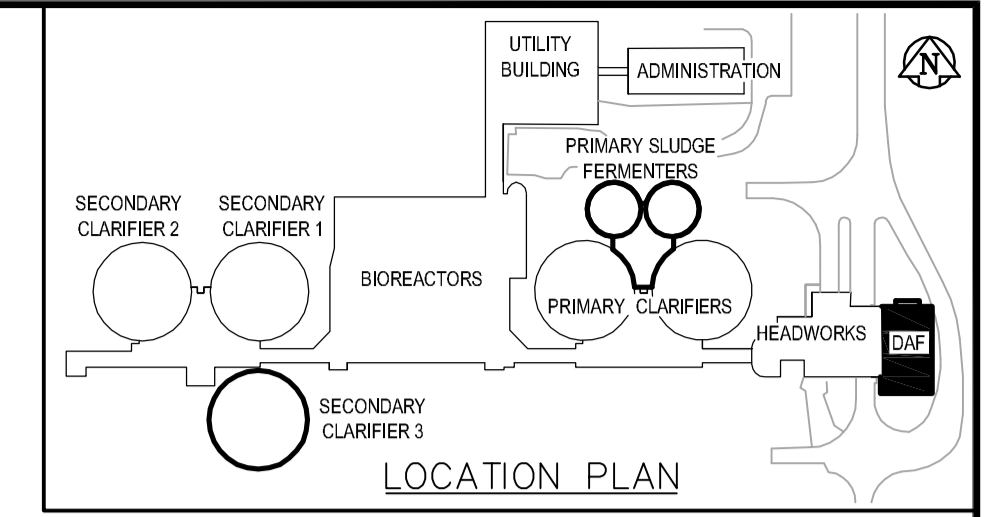 UTILITY
BUILDING
ADMINISTRATION
N
PRIMARY SLUDGE
FERMENTERS
SECONDARY
CLARIFIER 2
SECONDARY
CLARIFIER 1
BIOREACTORS
PRIMARY CLARIFIERS
HEADWORKS
DAF
SECONDARY
CLARIFIER 3
LOCATION PLAN